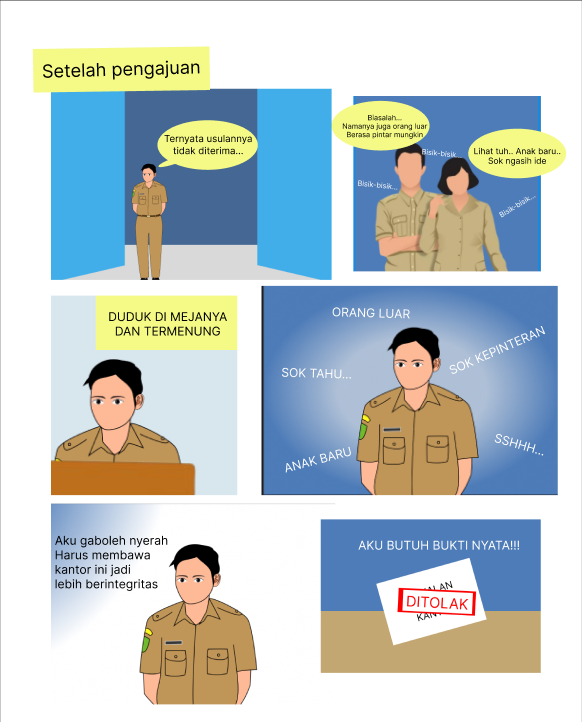 Setelah pengajuan
Ternyata usulannya
tidak diterima...
Biasalah...
Namanya juga orang luar
Berasa pintar mungkin
Bisik-bisik...
Lihat tuh.. Anak baru..
Sok ngasih ide
Bisik-bisik...
Bisik-bisik...
DUDUK DI MEJANYA
DAN TERMENUNG
ORANG LUAR
SOK KEPINTERAN
SOK TAHU...
ANAK BARU
SSHHH...
Aku gaboleh nyerah
Harus membawa
kantor ini jadi
lebih berintegritas
AKU BUTUH BUKTI NYATA!!!
DITOLAK